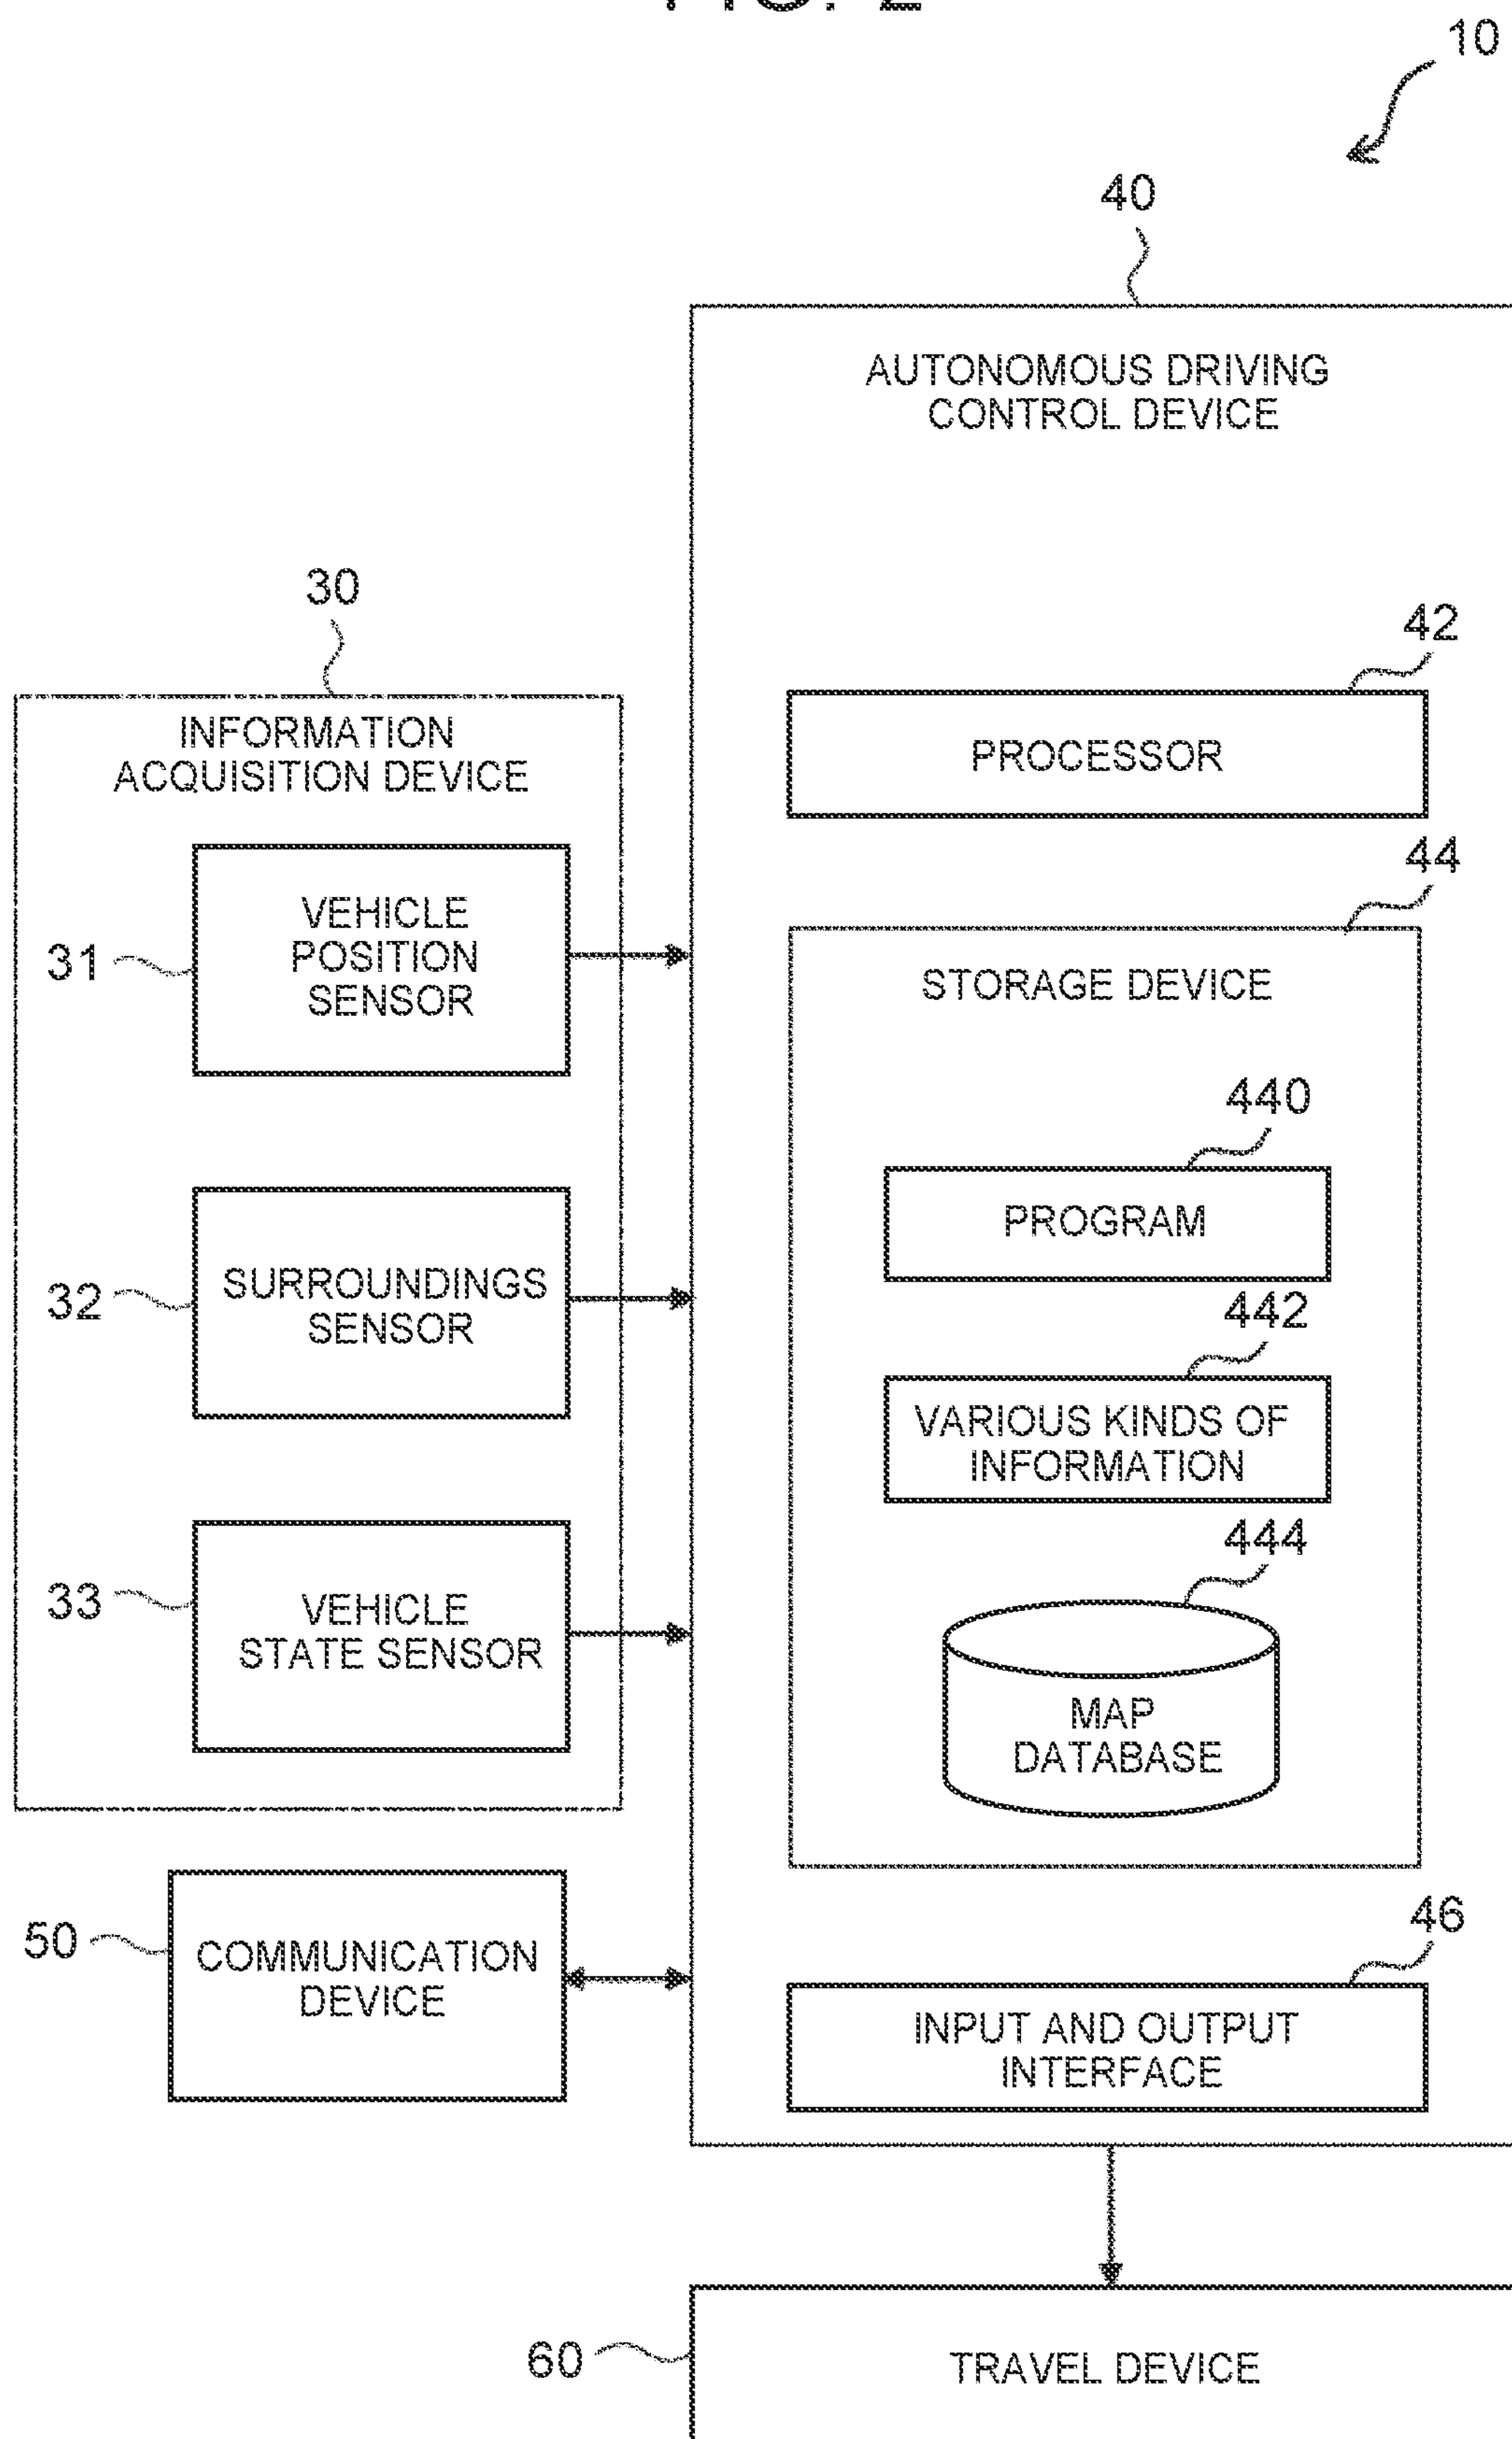 FIG. 2
10
40
AUTONOMOUS DRIVING
CONTROL DEVICE
30
42
INFORMATION
ACQUISITION DEVICE
PROCESSOR
44
VEHICLE
POSITION
SENSOR
31
STORAGE DEVICE
440
PROGRAM
32
SURROUNDINGS
SENSOR
442
VARIOUS KINDS OF
INFORMATION
444
33
VEHICLE
STATE SENSOR
MAP
DATABASE
46
50
COMMUNICATION
DEVICE
INPUT AND OUTPUT
INTERFACE
60
TRAVEL DEVICE